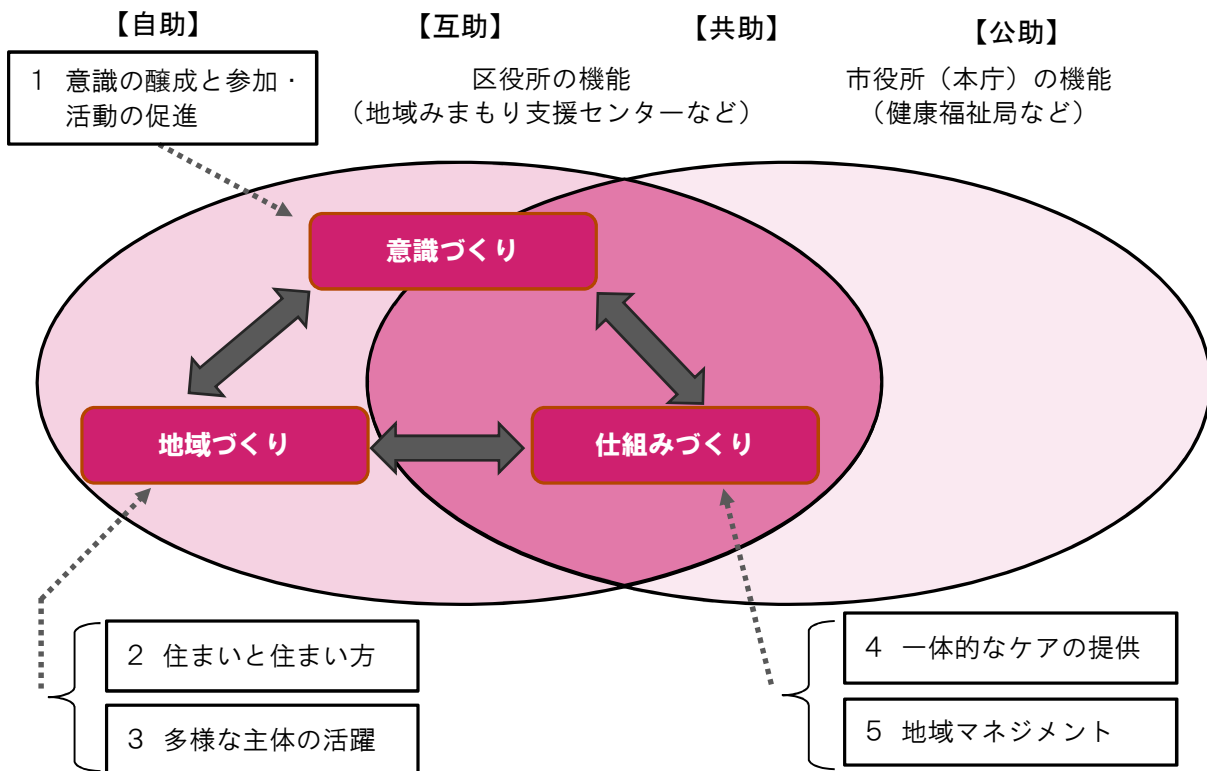 【自助】
【互助】
【共助】
【公助】
1 意識の醸成と参加・
活動の促進
区役所の機能
(地域みまもり支援センターなど)
市役所(本庁)の機能
(健康福祉局など)
意識づくり
地域づくり
仕組みづくり
2 住まいと住まい方
3 多様な主体の活躍
4 一体的なケアの提供
5 地域マネジメント